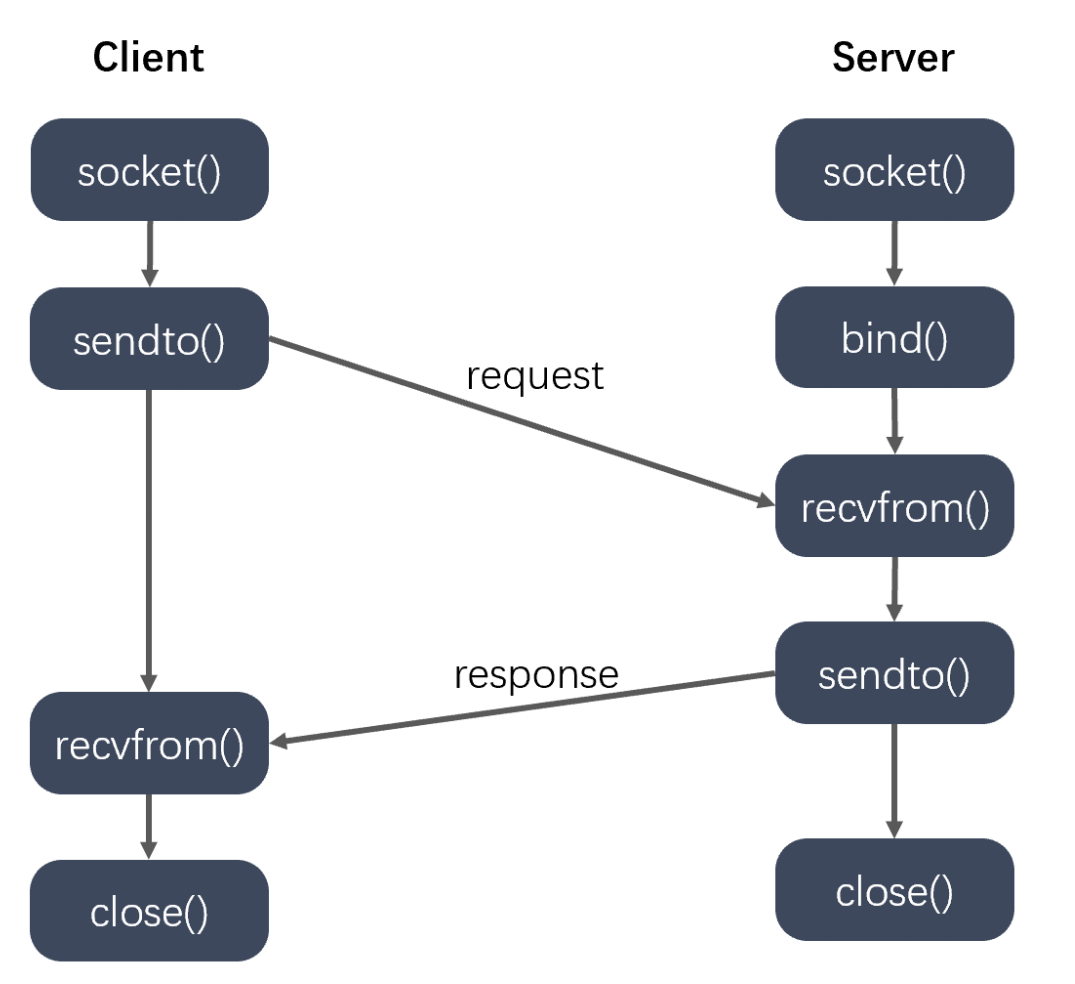 Client
Server
socket()
socket()
sendto()
bind()
request
recvfrom()
response
sendto()
recvfrom()
close()
close()